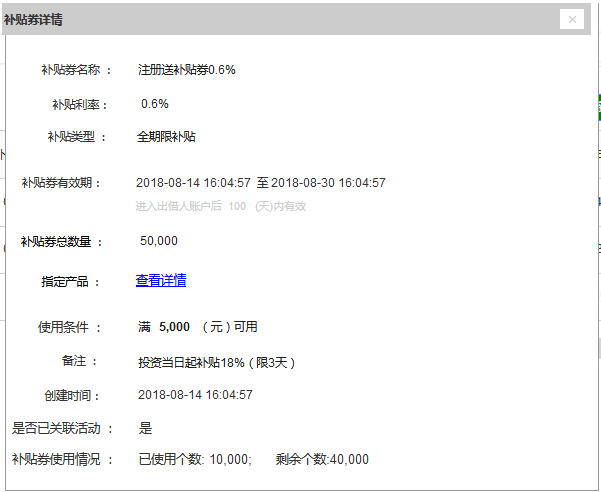 补贴券详情
补贴券名称 : 注册送补贴券0.6%
补贴利率 : 0.6%
补贴类型 : 全期限补贴
补贴券有效期 : 2018-08-14 16:04:57 至 2018-08-30 16:04:57
进入出借人账户后 100 (天)内有效
补贴券总数量 : 50,000
指定产品 : 查看详情
使用条件 : 满 5,000 ( 元 ) 可用
备注 : 投资当日起补贴18% ( 限3天 )
创建时间 : 2018-08-14 16:04:57
是否已关联活动 : 是
补贴券使用情况 : 已使用个数: 10,000; 剩余个数:40,000